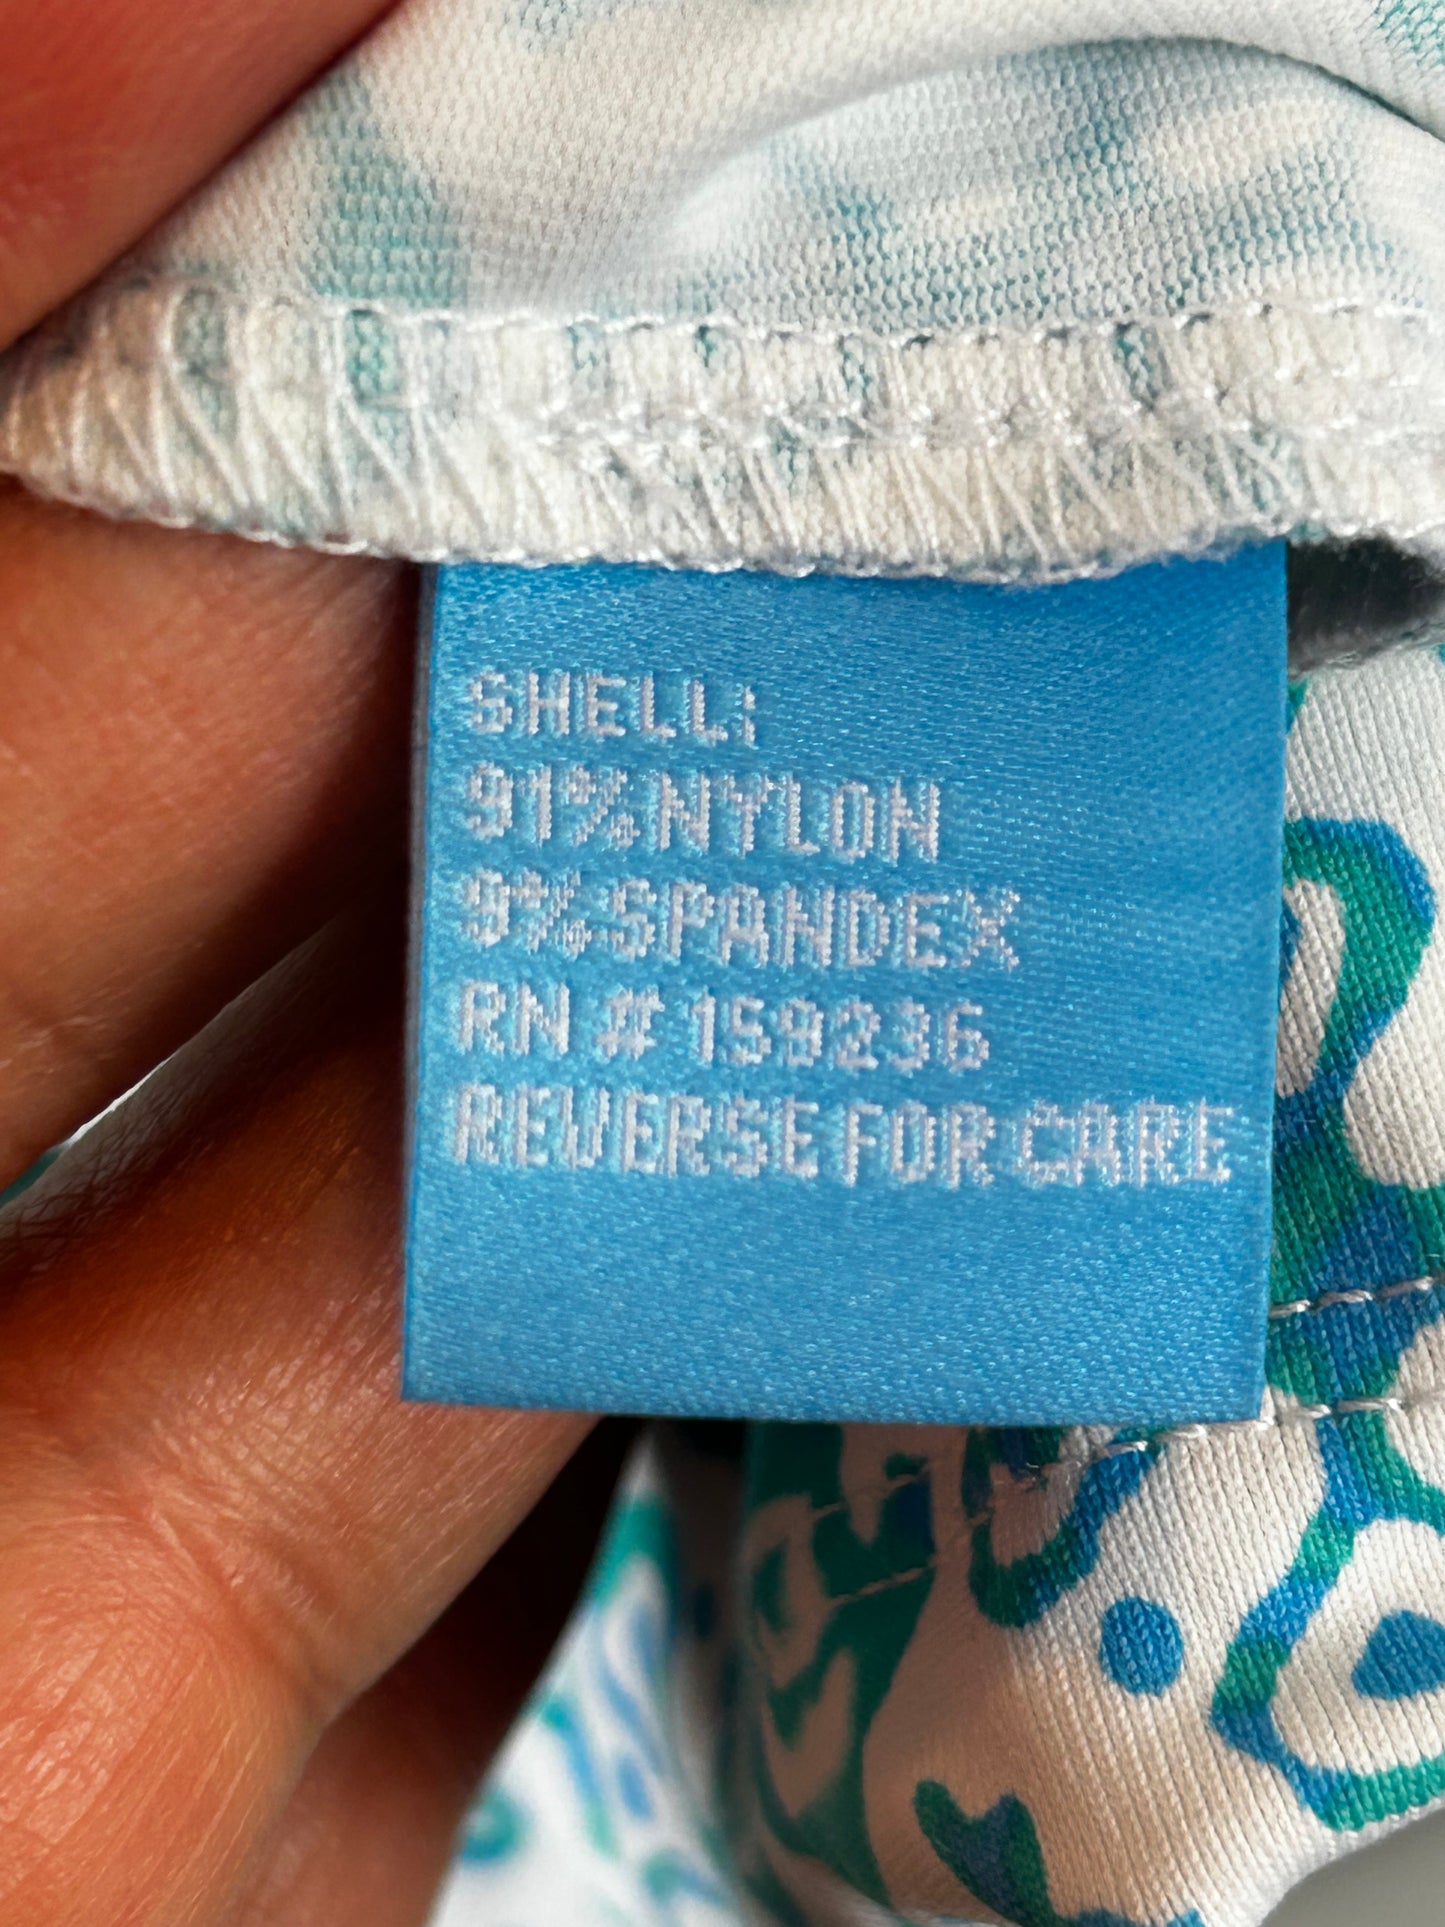 SHELL:
91% NYLON
9% SPANDEX
RN # 159236
REVERSE FOR CARE